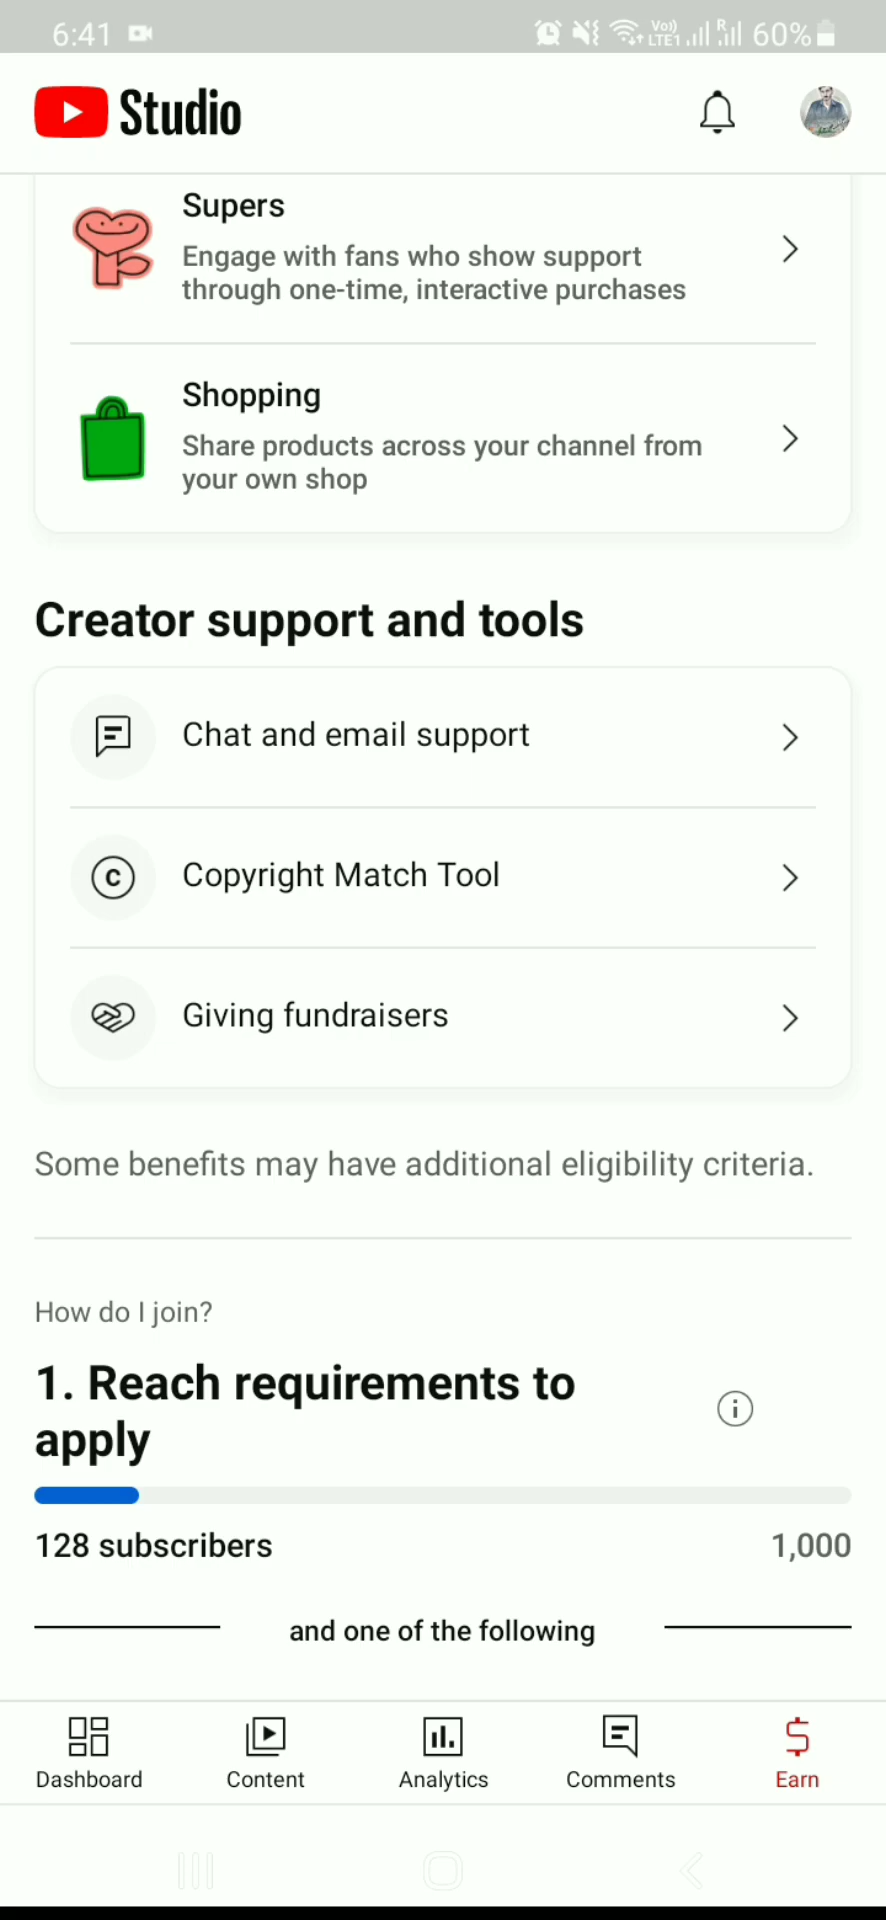 6:41
Vo)) R
LTE1 60%
Studio
Supers
Engage with fans who show support
through one-time, interactive purchases
Shopping
Share products across your channel from
your own shop
Creator support and tools
Chat and email support
Copyright Match Tool
Giving fundraisers
Some benefits may have additional eligibility criteria.
How do I join?
1. Reach requirements to
apply
128 subscribers 1,000
and one of the following
Dashboard Content Analytics Comments Earn